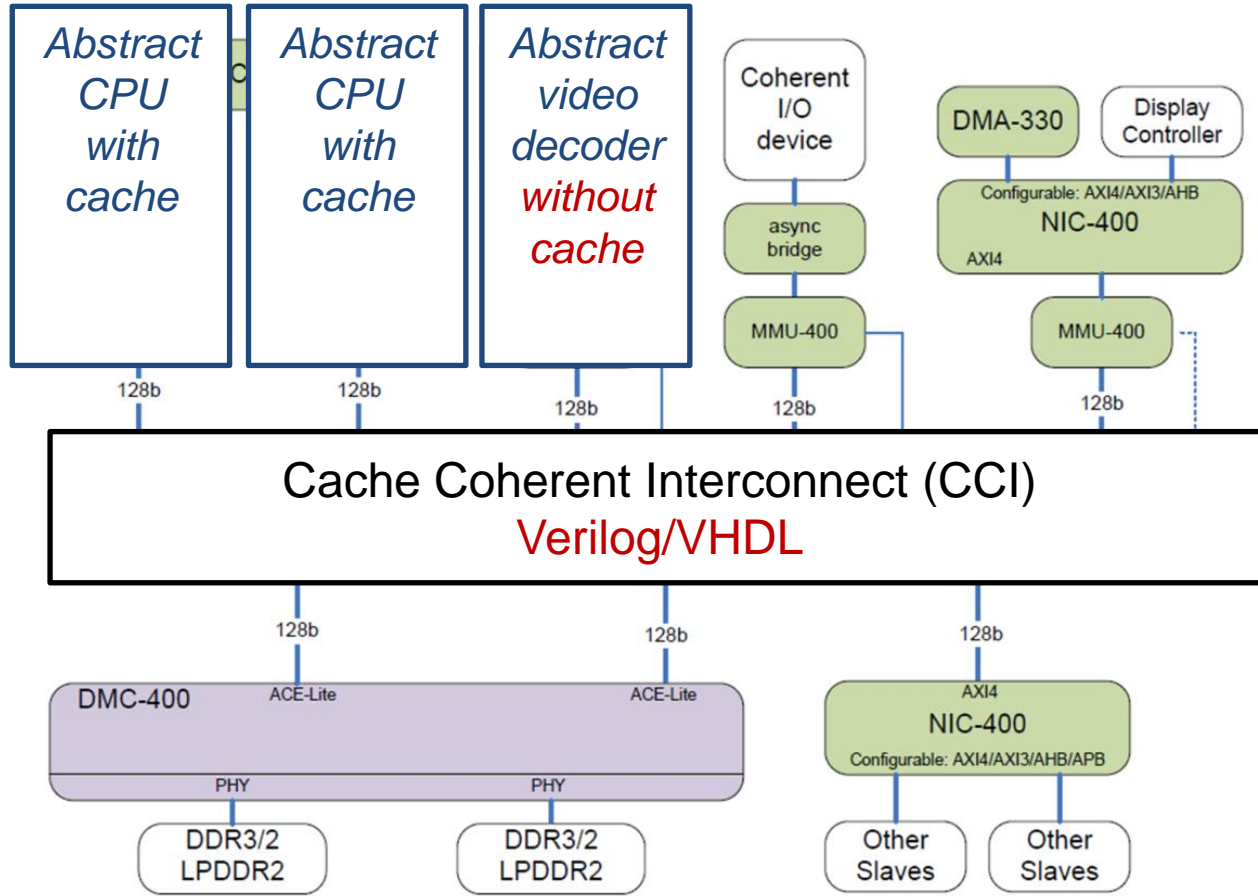 Abstract
CPU
with
cache
Abstract
CPU
with
cache
Abstract
video
decoder
without
cache
C
Coherent
I/O
device
DMA-330
Display
Controller
Configurable: AXI4/AXI3/AHB
NIC-400
AXI4
async
bridge
MMU-400
MMU-400
128b
128b
128b
128b
128b
Cache Coherent Interconnect (CCI)
Verilog/VHDL
128b
128b
128b
DMC-400
ACE-Lite
ACE-Lite
PHY
PHY
AXI4
NIC-400
Configurable: AXI4/AXI3/AHB/APB
DDR3/2
LPDDR2
DDR3/2
LPDDR2
Other
Slaves
Other
Slaves